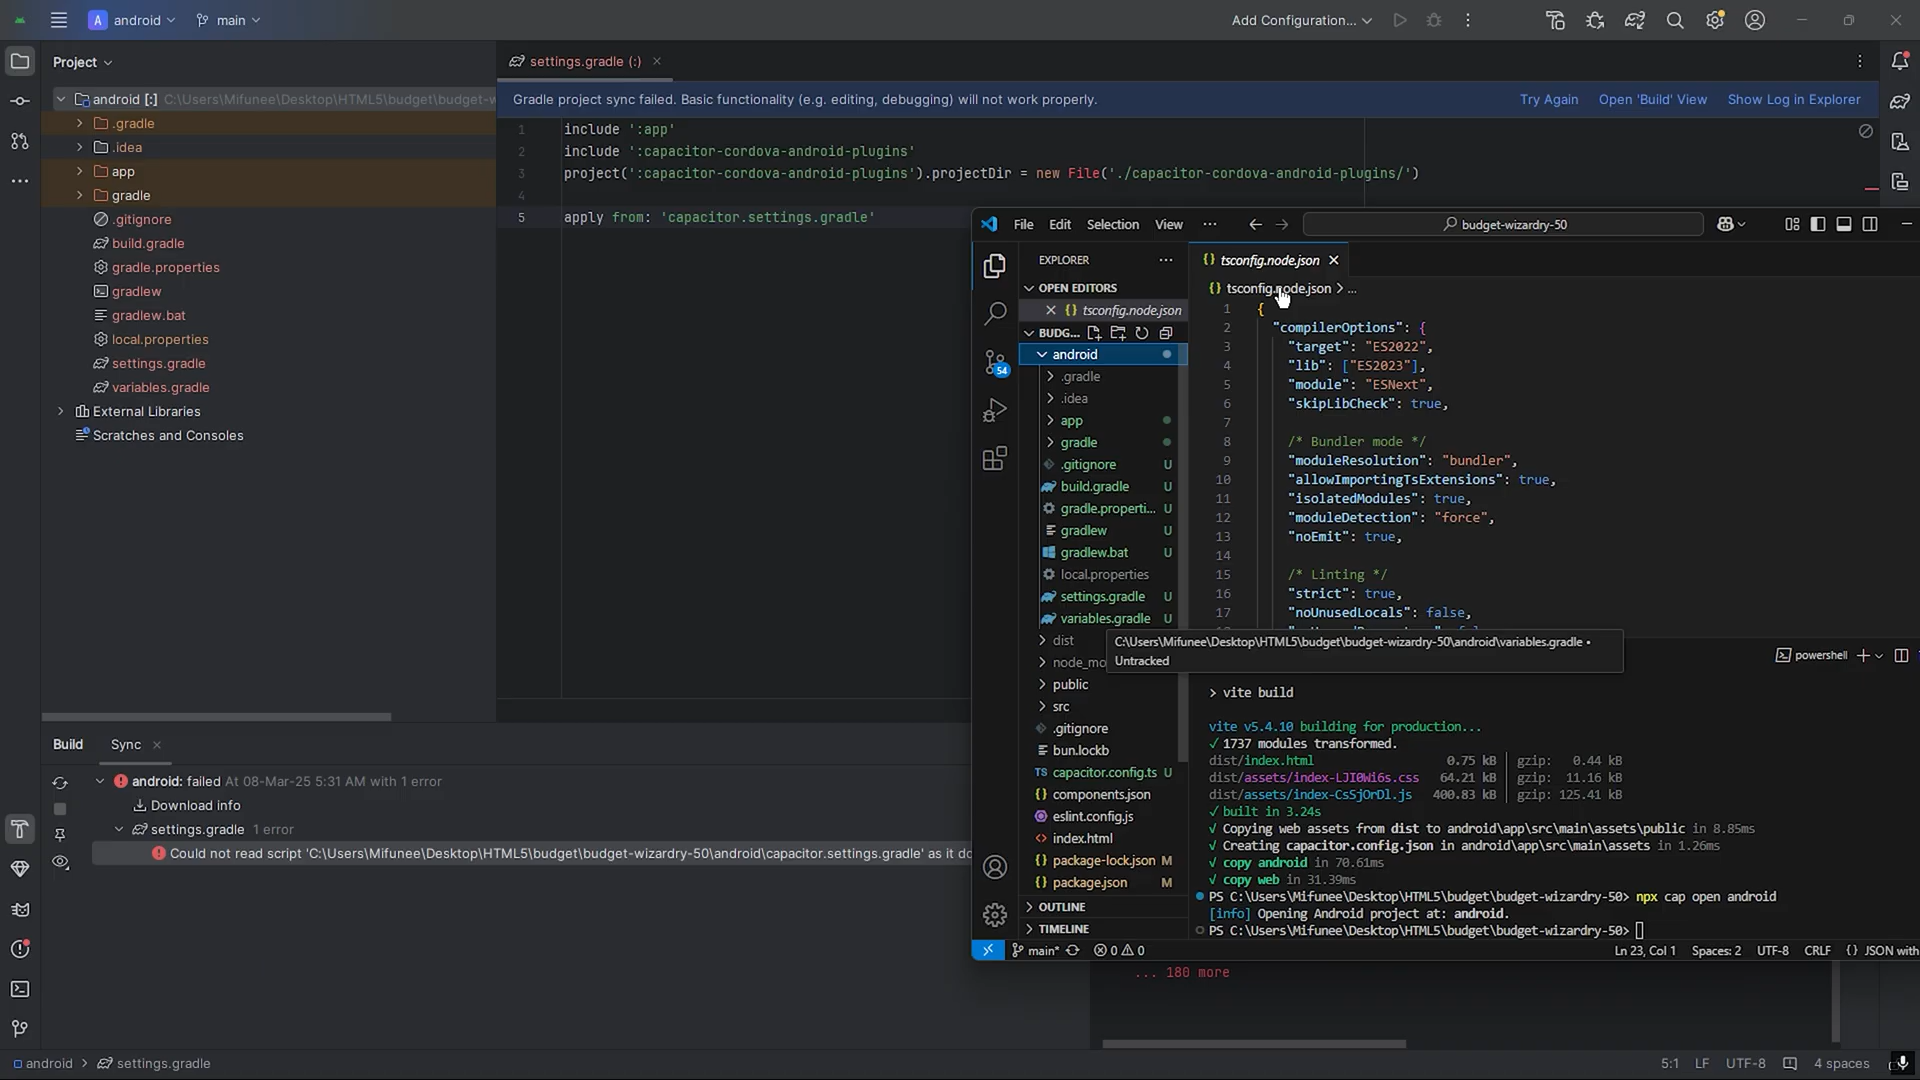 A android main Add Configuration...
Project
settings.gradle (:)
android [:] C:\Users\Mifunee\Desktop\HTML5\budget\budget-w
.gradle
.idea
app
gradle
.gitignore
build.gradle
gradle.properties
gradlew
gradlew.bat
local.properties
settings.gradle
variables.gradle
External Libraries
Scratches and Consoles
Gradle project sync failed. Basic functionality (e.g. editing, debugging) will not work properly. Try Again Open 'Build' View Show Log in Explorer
1 include ':app'
2 include ':capacitor-cordova-android-plugins'
3 project(':capacitor-cordova-android-plugins').projectDir = new File('./capacitor-cordova-android-plugins/')
4
5 apply from: 'capacitor.settings.gradle'
File Edit Selection View ... budget-wizardry-50
EXPLORER ...
OPEN EDITORS
tsconfig.node.json
BUDG...
android
.gradle
.idea
app
gradle
.gitignore U
build.gradle U
gradle.properti... U
gradlew U
gradlew.bat U
local.properties
settings.gradle U
variables.gradle U
dist
node_mo
public
src
.gitignore
bun.lockb
TS capacitor.config.ts U
{} components.json
eslint.config.js
<> index.html
{} package-lock.json M
{} package.json M
OUTLINE
TIMELINE
54
{} tsconfig.node.json
{} tsconfig.node.json > ...
1 {
2 "compilerOptions": {
3 "target": "ES2022",
4 "lib": ["ES2023"],
5 "module": "ESNext",
6 "skipLibCheck": true,
7
8 /* Bundler mode */
9 "moduleResolution": "bundler",
10 "allowImportingTsExtensions": true,
11 "isolatedModules": true,
12 "moduleDetection": "force",
13 "noEmit": true,
14
15 /* Linting */
16 "strict": true,
17 "noUnusedLocals": false,
C:\Users\Mifunee\Desktop\HTML5\budget\budget-wizardry-50\android\variables.gradle •
Untracked
powershell
> vite build
vite v5.4.10 building for production...
✓ 1737 modules transformed.
dist/index.html 0.75 kB │ gzip: 0.44 kB
dist/assets/index-LJI0Wi6s.css 64.21 kB │ gzip: 11.16 kB
dist/assets/index-CsSjOrDl.js 400.83 kB │ gzip: 125.41 kB
✓ built in 3.24s
√ Copying web assets from dist to android\app\src\main\assets\public in 8.85ms
√ Creating capacitor.config.json in android\app\src\main\assets in 1.26ms
√ copy android in 70.61ms
√ copy web in 31.39ms
PS C:\Users\Mifunee\Desktop\HTML5\budget\budget-wizardry-50> npx cap open android
[info] Opening Android project at: android.
PS C:\Users\Mifunee\Desktop\HTML5\budget\budget-wizardry-50>
main* 0 0 Ln 23, Col 1 Spaces: 2 UTF-8 CRLF {} JSON with
Build Sync
android: failed At 08-Mar-25 5:31 AM with 1 error
Download info
settings.gradle 1 error
Could not read script 'C:\Users\Mifunee\Desktop\HTML5\budget\budget-wizardry-50\android\capacitor.settings.gradle' as it do
... 180 more
android > settings.gradle 5:1 LF UTF-8 4 spaces